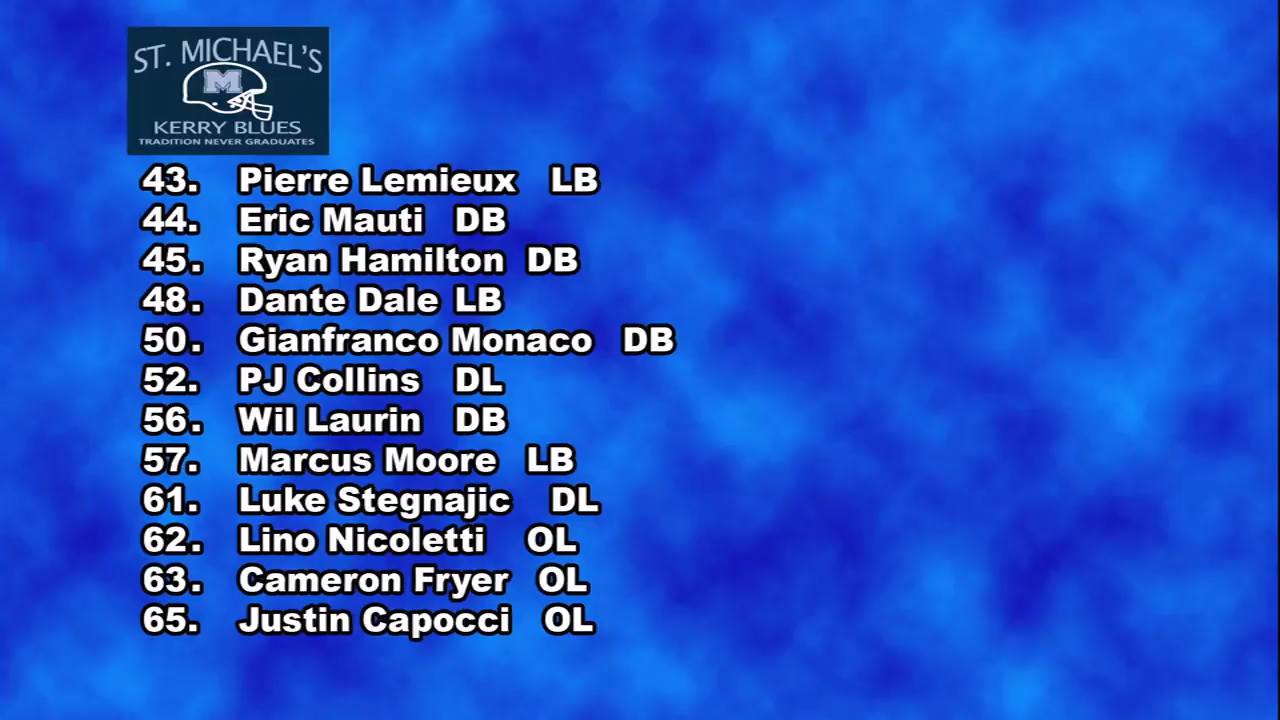 ST. MICHAEL'S
M
KERRY BLUES
TRADITION NEVER GRADUATES
43. Pierre Lemieux LB
44. Eric Mauti DB
45. Ryan Hamilton DB
48. Dante Dale LB
50. Gianfranco Monaco DB
52. PJ Collins DL
56. Wil Laurin DB
57. Marcus Moore LB
61. Luke Stegnajic DL
62. Lino Nicoletti OL
63. Cameron Fryer OL
65. Justin Capocci OL